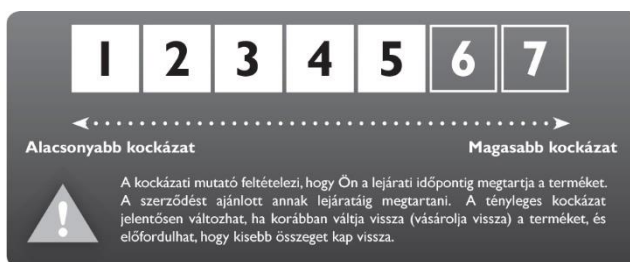 1 2 3 4 5 6 7
Alacsonyabb kockázat Magasabb kockázat
A kockázati mutató feltételezi, hogy Ön a lejárati időpontig megtartja a terméket.
A szerződést ajánlott annak lejáratáig megtartani. A tényleges kockázat
jelentősen változhat, ha korábban váltja vissza (vásárolja vissza) a terméket, és
előfordulhat, hogy kisebb összeget kap vissza.